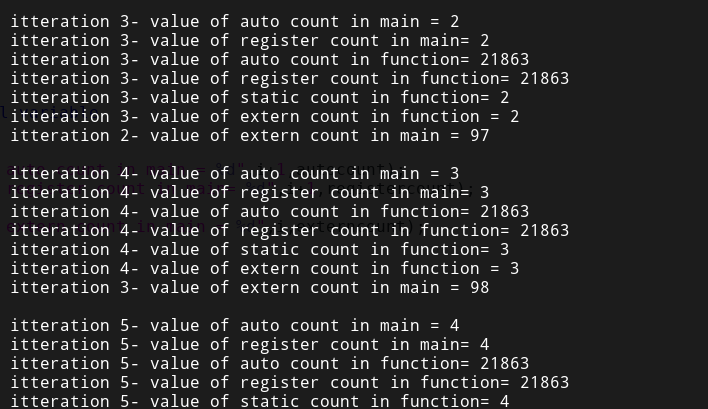 itteration 3- value of auto count in main = 2
itteration 3- value of register count in main= 2
itteration 3- value of auto count in function= 21863
itteration 3- value of register count in function= 21863
itteration 3- value of static count in function= 2
itteration 3- value of extern count in function = 2
itteration 2- value of extern count in main = 97
itteration 4- value of auto count in main = 3
itteration 4- value of register count in main= 3
itteration 4- value of auto count in function= 21863
itteration 4- value of register count in function= 21863
itteration 4- value of static count in function= 3
itteration 4- value of extern count in function = 3
itteration 3- value of extern count in main = 98
itteration 5- value of auto count in main = 4
itteration 5- value of register count in main= 4
itteration 5- value of auto count in function= 21863
itteration 5- value of register count in function= 21863
itteration 5- value of static count in function= 4